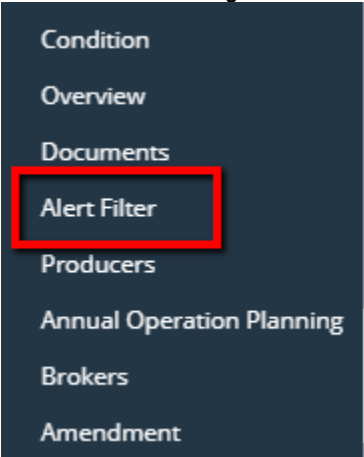 Condition
Overview
Documents
Alert Filter
Producers
Annual Operation Planning
Brokers
Amendment